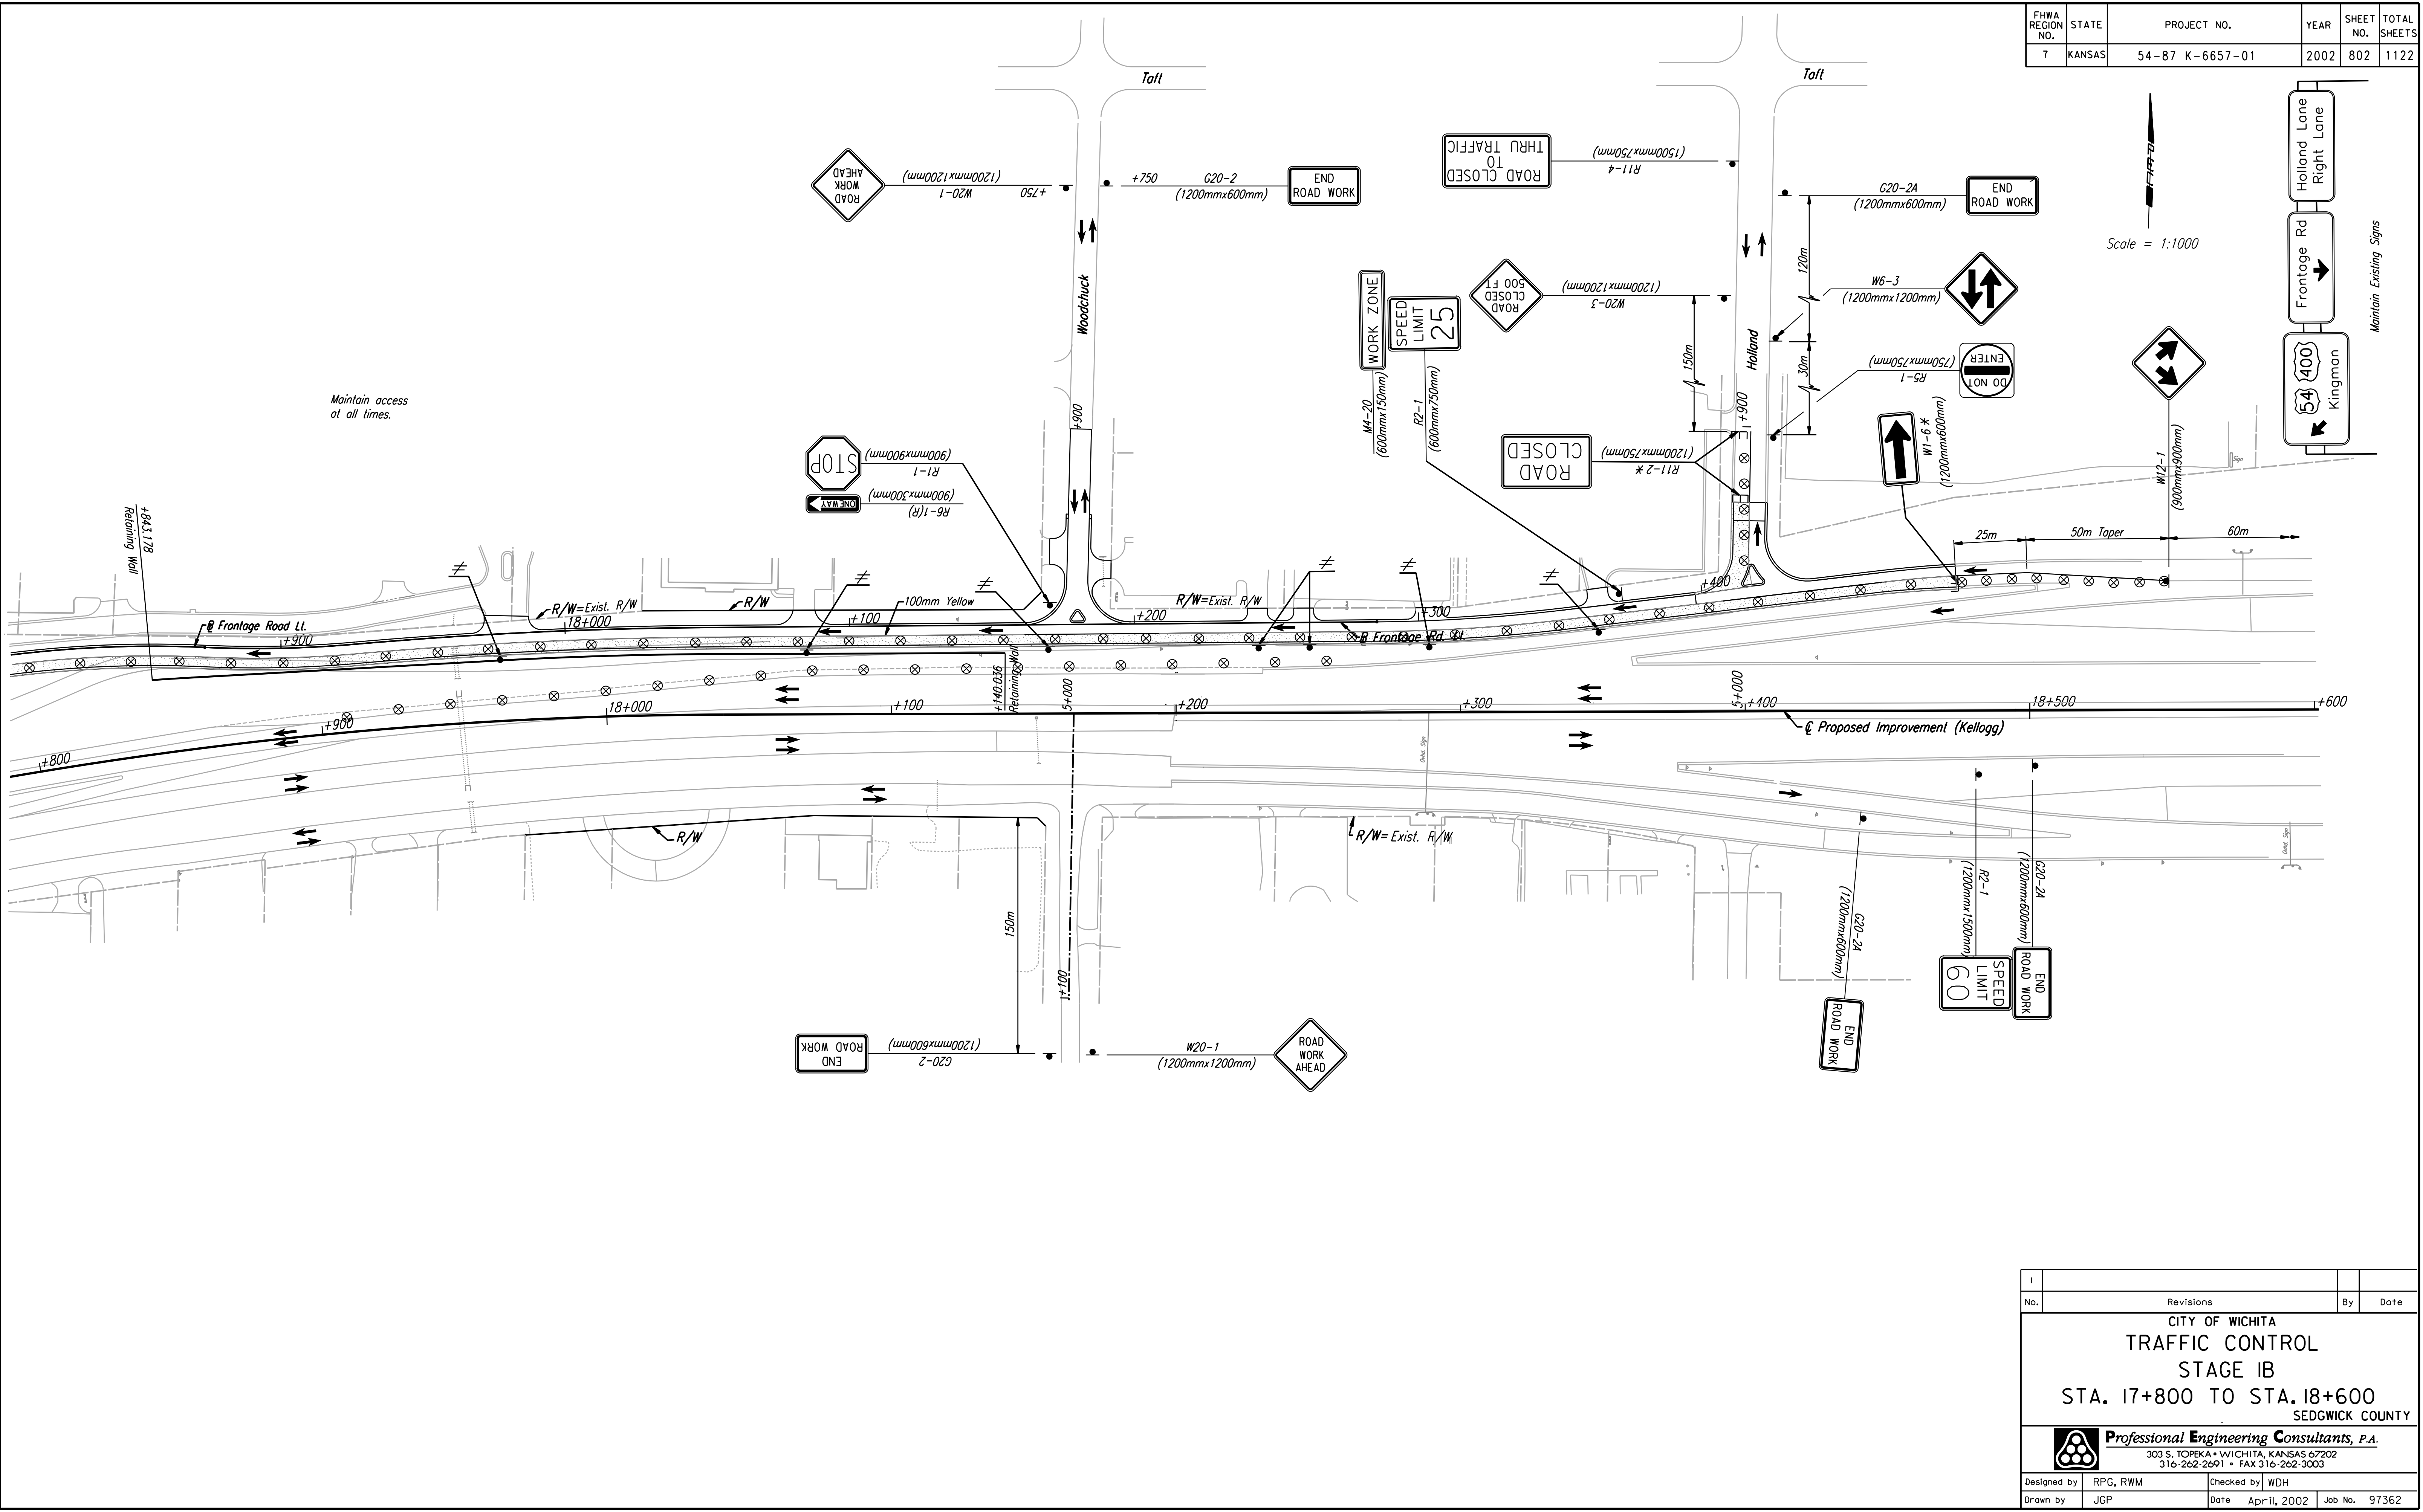 FHWA REGION NO. STATE PROJECT NO. YEAR SHEET NO. TOTAL SHEETS
7 KANSAS 54-87 K-6657-01 2002 802 1122
Taft
Taft
ROAD WORK AHEAD
W20-1
(1200mmx1200mm)
+750
+750
G20-2
(1200mmx600mm)
END
ROAD WORK
ROAD CLOSED
TO
THRU TRAFFIC
R11-4
(1500mmx750mm)
G20-2A
(1200mmx600mm)
END
ROAD WORK
Scale = 1:1000
Holland Lane
Right Lane
Frontage Rd
54 400
Kingman
Maintain Existing Signs
Woodchuck
WORK ZONE
M4-20
(600mmx150mm)
SPEED
LIMIT
25
R2-1
(600mmx750mm)
ROAD
CLOSED
500 FT
W20-3
(1200mmx1200mm)
150m
Holland
120m
30m
W6-3
(1200mmx1200mm)
DO NOT
ENTER
R5-1
(750mmx750mm)
W12-1
(900mmx900mm)
W1-6 *
(1200mmx600mm)
Maintain access
at all times.
+900
+900
STOP
R1-1
(900mmx900mm)
ONE WAY
R6-1(R)
(900mmx300mm)
ROAD
CLOSED
R11-2 *
(1200mmx750mm)
Sign
25m
50m Taper
60m
+843.178
Retaining Wall
≠
≠
≠
≠
≠
≠
R/W=Exist. R/W
R/W
100mm Yellow
R/W=Exist. R/W
18+000
+100
+200
+300
+400
℄ Frontage Road Lt.
+900
℄ Frontage Rd. Lt.
+140.036
Retaining Wall
5+000
5+000
+800
+900
18+000
+100
+200
+300
+400
18+500
+600
℄ Proposed Improvement (Kellogg)
Ovhd. Sign
Ovhd. Sign
R/W
R/W=Exist. R/W
150m
+100
G20-2A
(1200mmx600mm)
END
ROAD WORK
R2-1
(1200mmx1500mm)
SPEED
LIMIT
60
G20-2A
(1200mmx600mm)
END
ROAD WORK
END
ROAD WORK
G20-2
(1200mmx600mm)
W20-1
(1200mmx1200mm)
ROAD
WORK
AHEAD
1
No. Revisions By Date
CITY OF WICHITA
TRAFFIC CONTROL
STAGE 1B
STA. 17+800 TO STA. 18+600
SEDGWICK COUNTY
Professional Engineering Consultants, P.A.
303 S. TOPEKA • WICHITA, KANSAS 67202
316-262-2691 • FAX 316-262-3003
Designed by RPG, RWM Checked by WDH
Drawn by JGP Date April, 2002 Job No. 97362